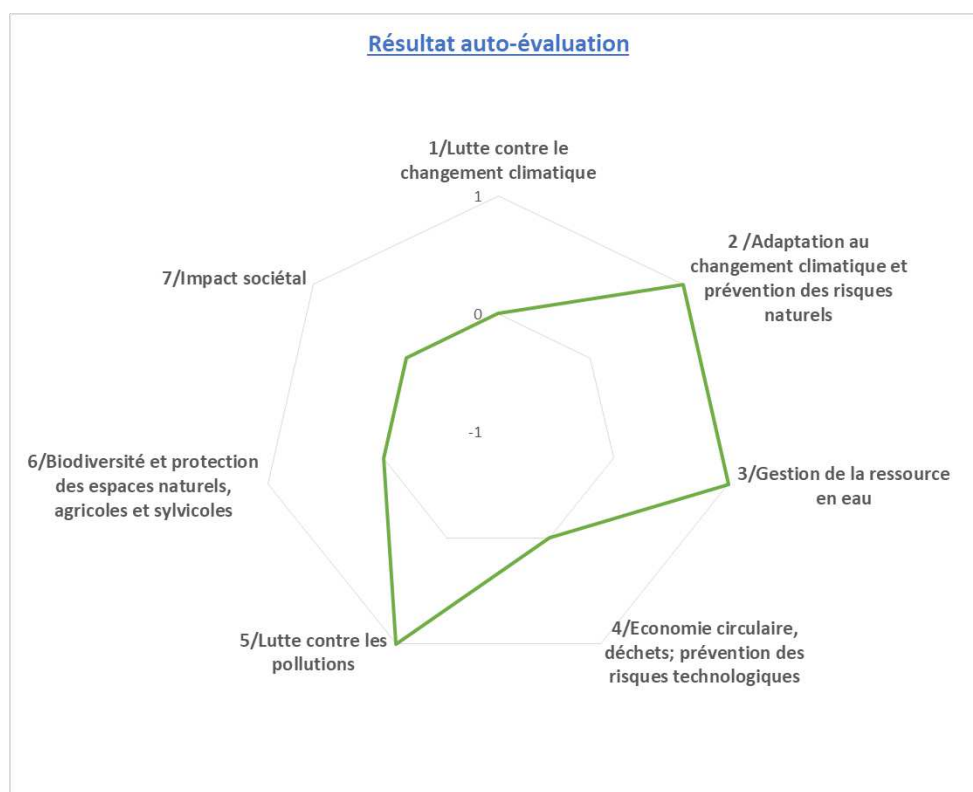 Résultat auto-évaluation
1/Lutte contre le
changement climatique
1
2 /Adaptation au
changement climatique et
prévention des risques
naturels
7/Impact sociétal
0
-1
6/Biodiversité et protection
des espaces naturels,
agricoles et sylvicoles
3/Gestion de la ressource
en eau
5/Lutte contre les
pollutions
4/Economie circulaire,
déchets; prévention des
risques technologiques